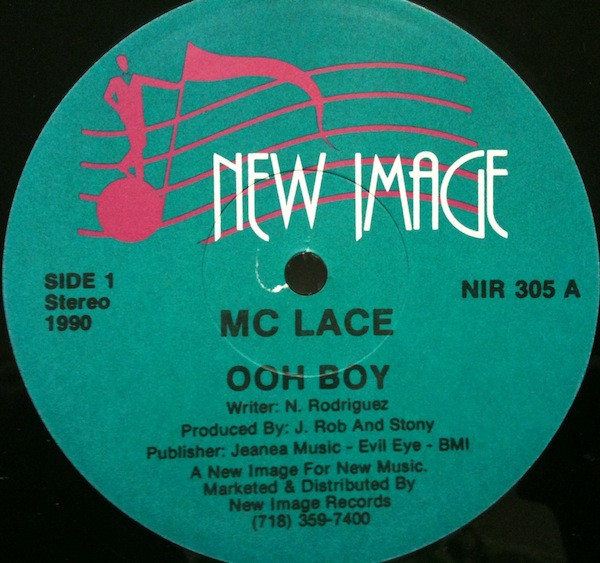 NEW IMAGE
SIDE 1
Stereo
1990
NIR 305 A
MC LACE
OOH BOY
Writer: N. Rodriguez
Produced By: J. Rob And Stony
Publisher: Jeanea Music - Evil Eye - BMI
A New Image For New Music.
Marketed & Distributed By
New Image Records
(718) 359-7400